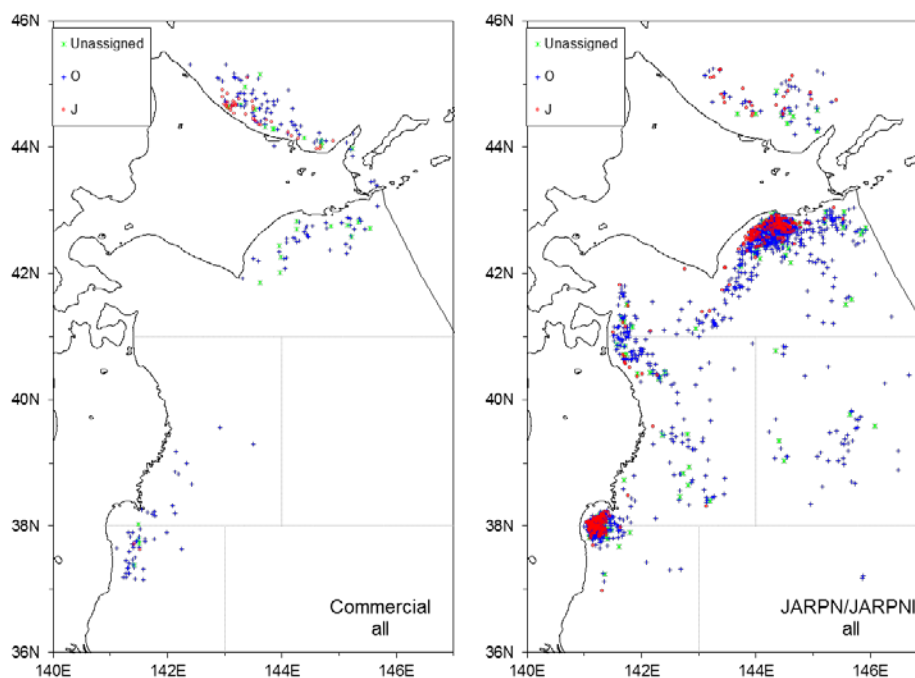 46N
Unassigned
O
J
44N
42N
40N
38N
36N
Commercial
all
140E
142E
144E
146E
46N
Unassigned
O
J
44N
42N
40N
38N
36N
JARPN/JARPNI
all
140E
142E
144E
146E